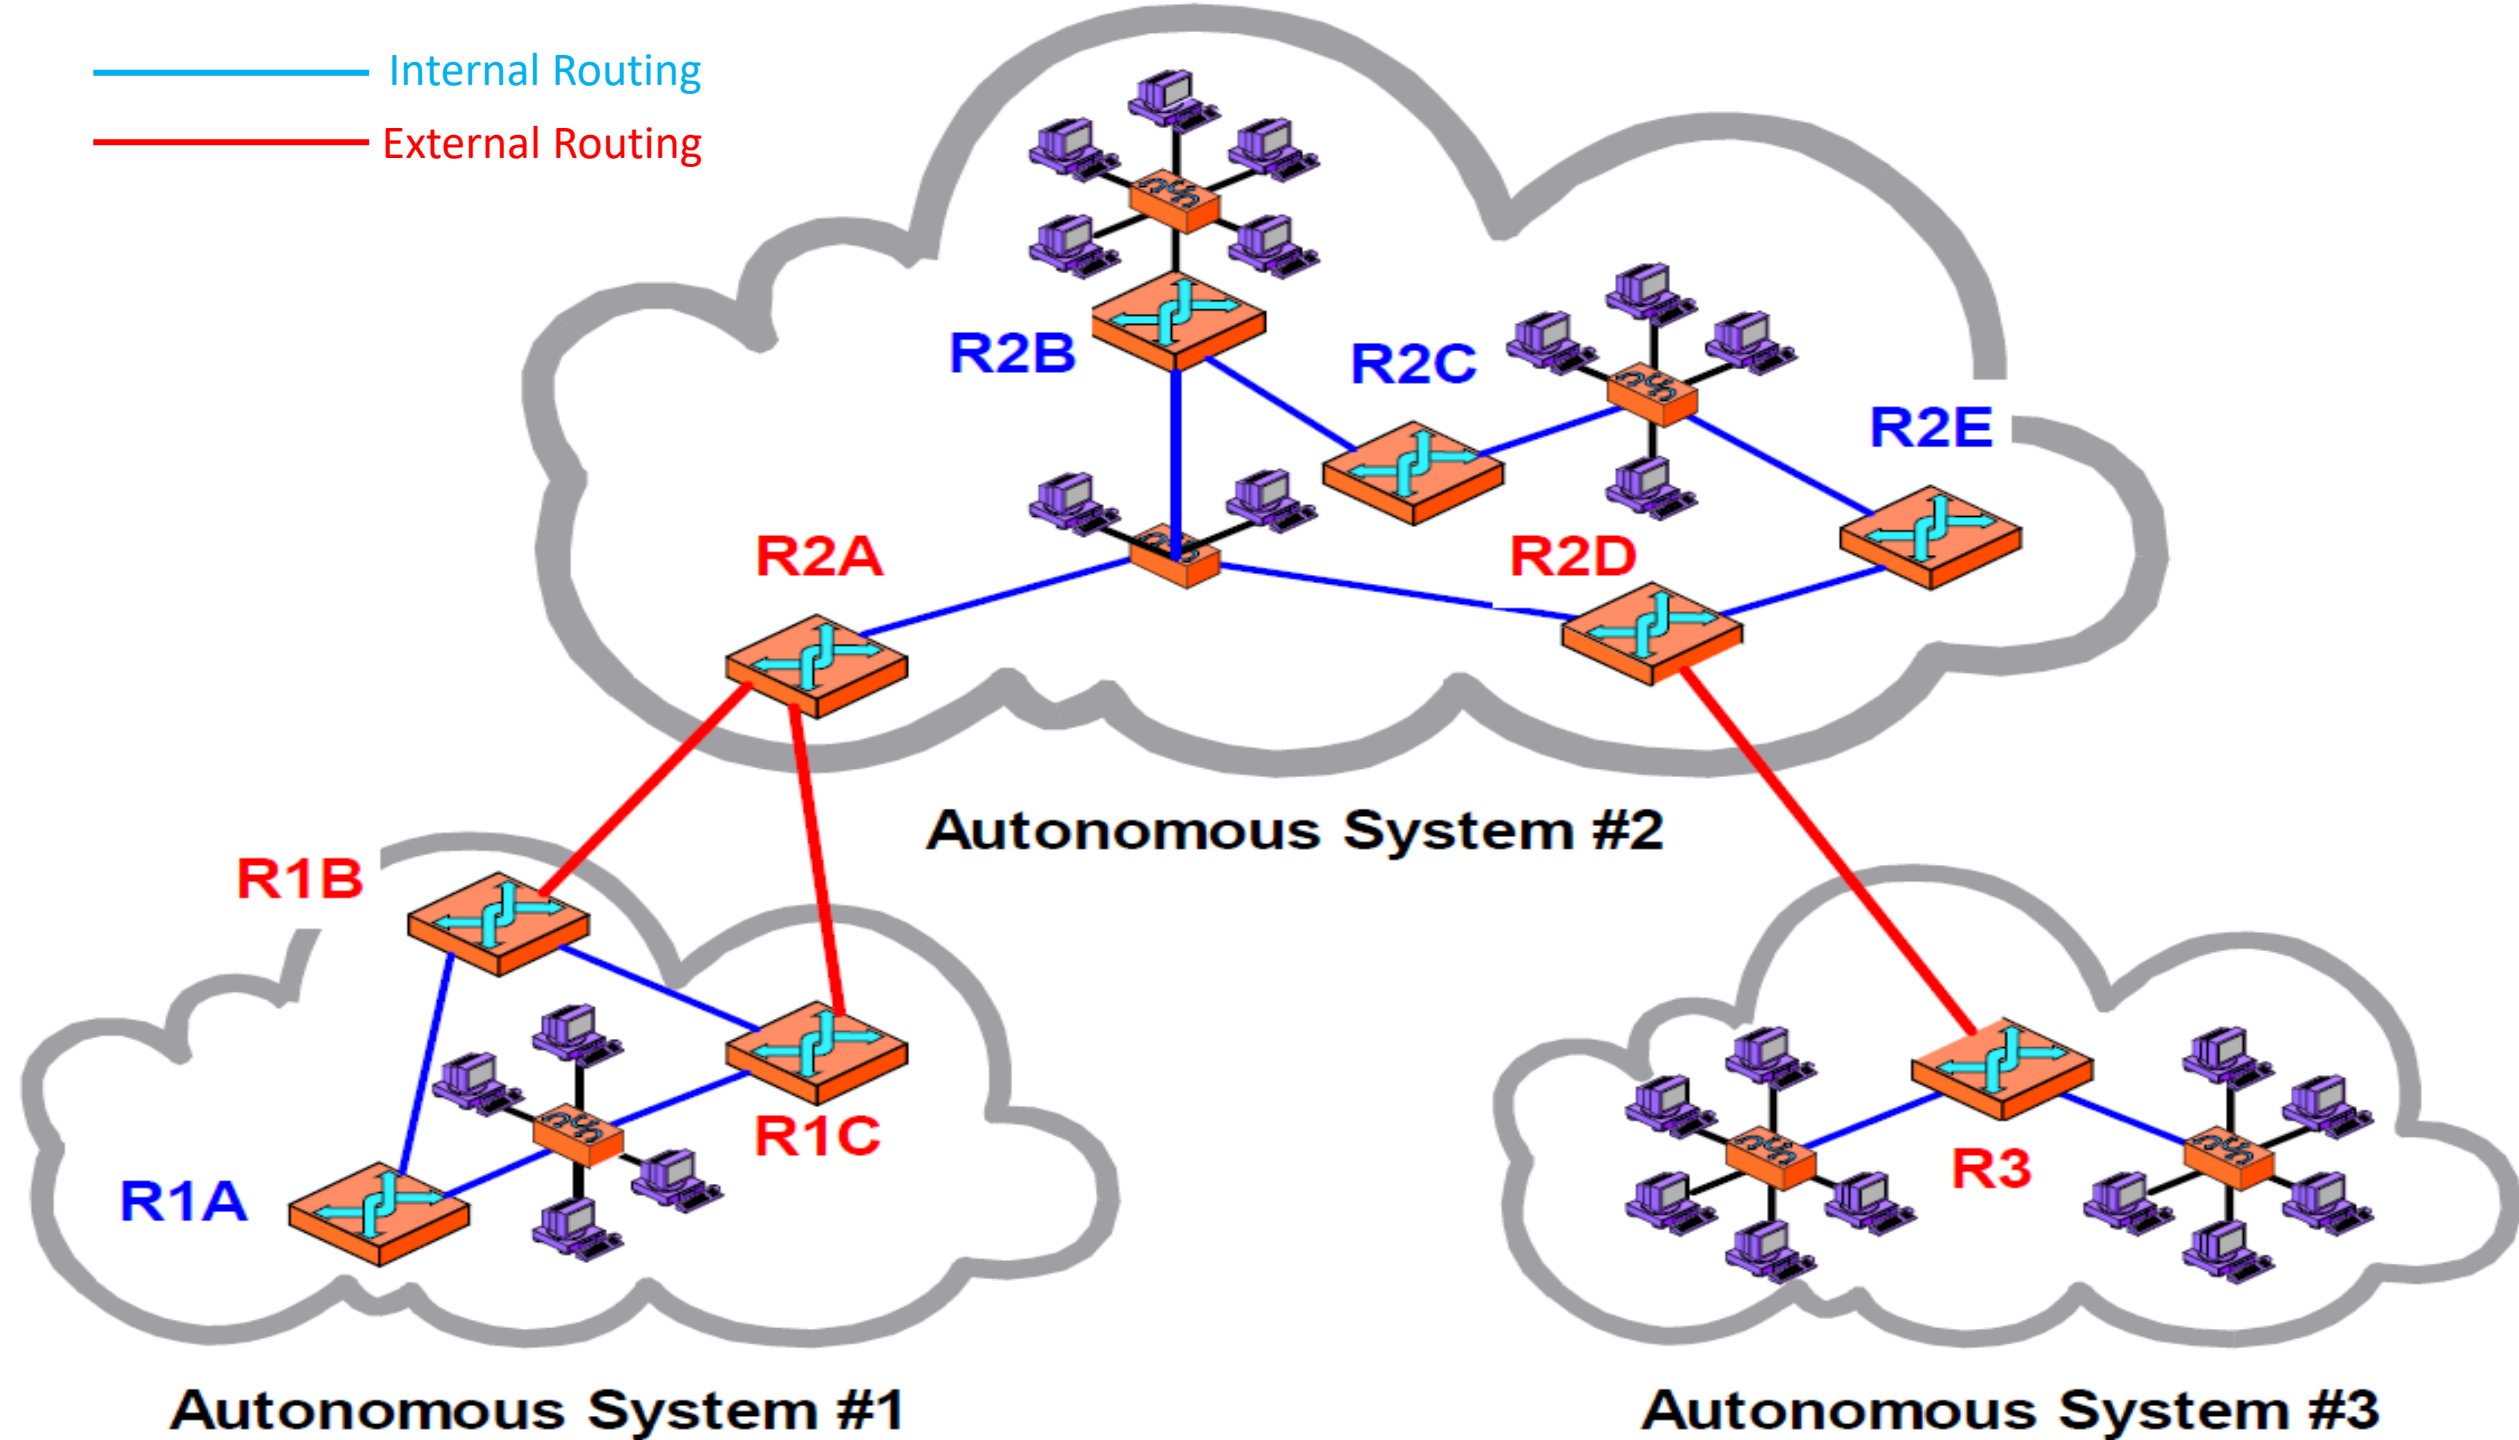 Internal Routing
External Routing
R2B
R2C
R2E
R2A
R2D
Autonomous System #2
R1B
R1C
R1A
R3
Autonomous System #1
Autonomous System #3